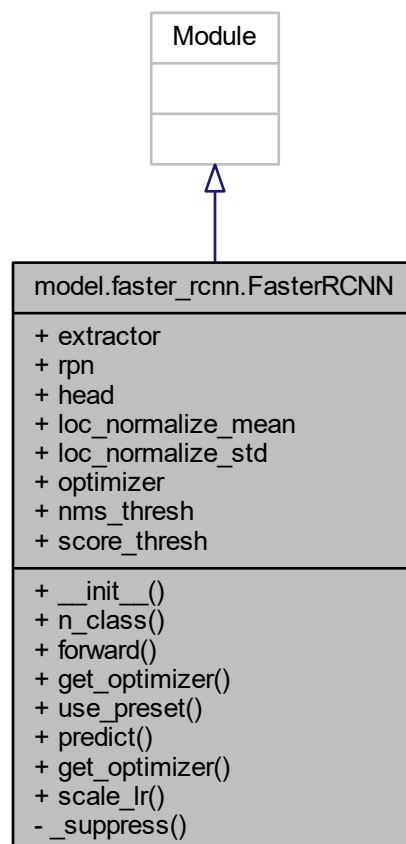 Module
model.faster_rcnn.FasterRCNN
+ extractor
+ rpn
+ head
+ loc_normalize_mean
+ loc_normalize_std
+ optimizer
+ nms_thresh
+ score_thresh
+ __init__()
+ n_class()
+ forward()
+ get_optimizer()
+ use_preset()
+ predict()
+ get_optimizer()
+ scale_lr()
- _suppress()